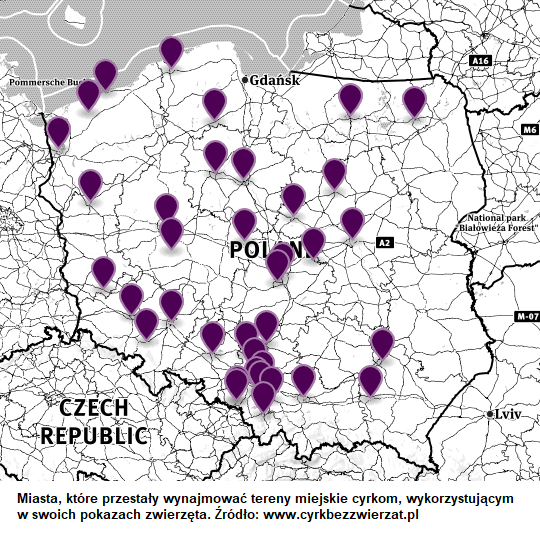 A16
Pommersche Bu
Gdańsk
M6
National park
"Białowieża Forest"
POLAN
A2
M-07
CZECH
REPUBLIC
Lviv
Miasta, które przestały wynajmować tereny miejskie cyrkom, wykorzystującym
w swoich pokazach zwierzęta. Źródło: www.cyrkbezzwierzat.pl